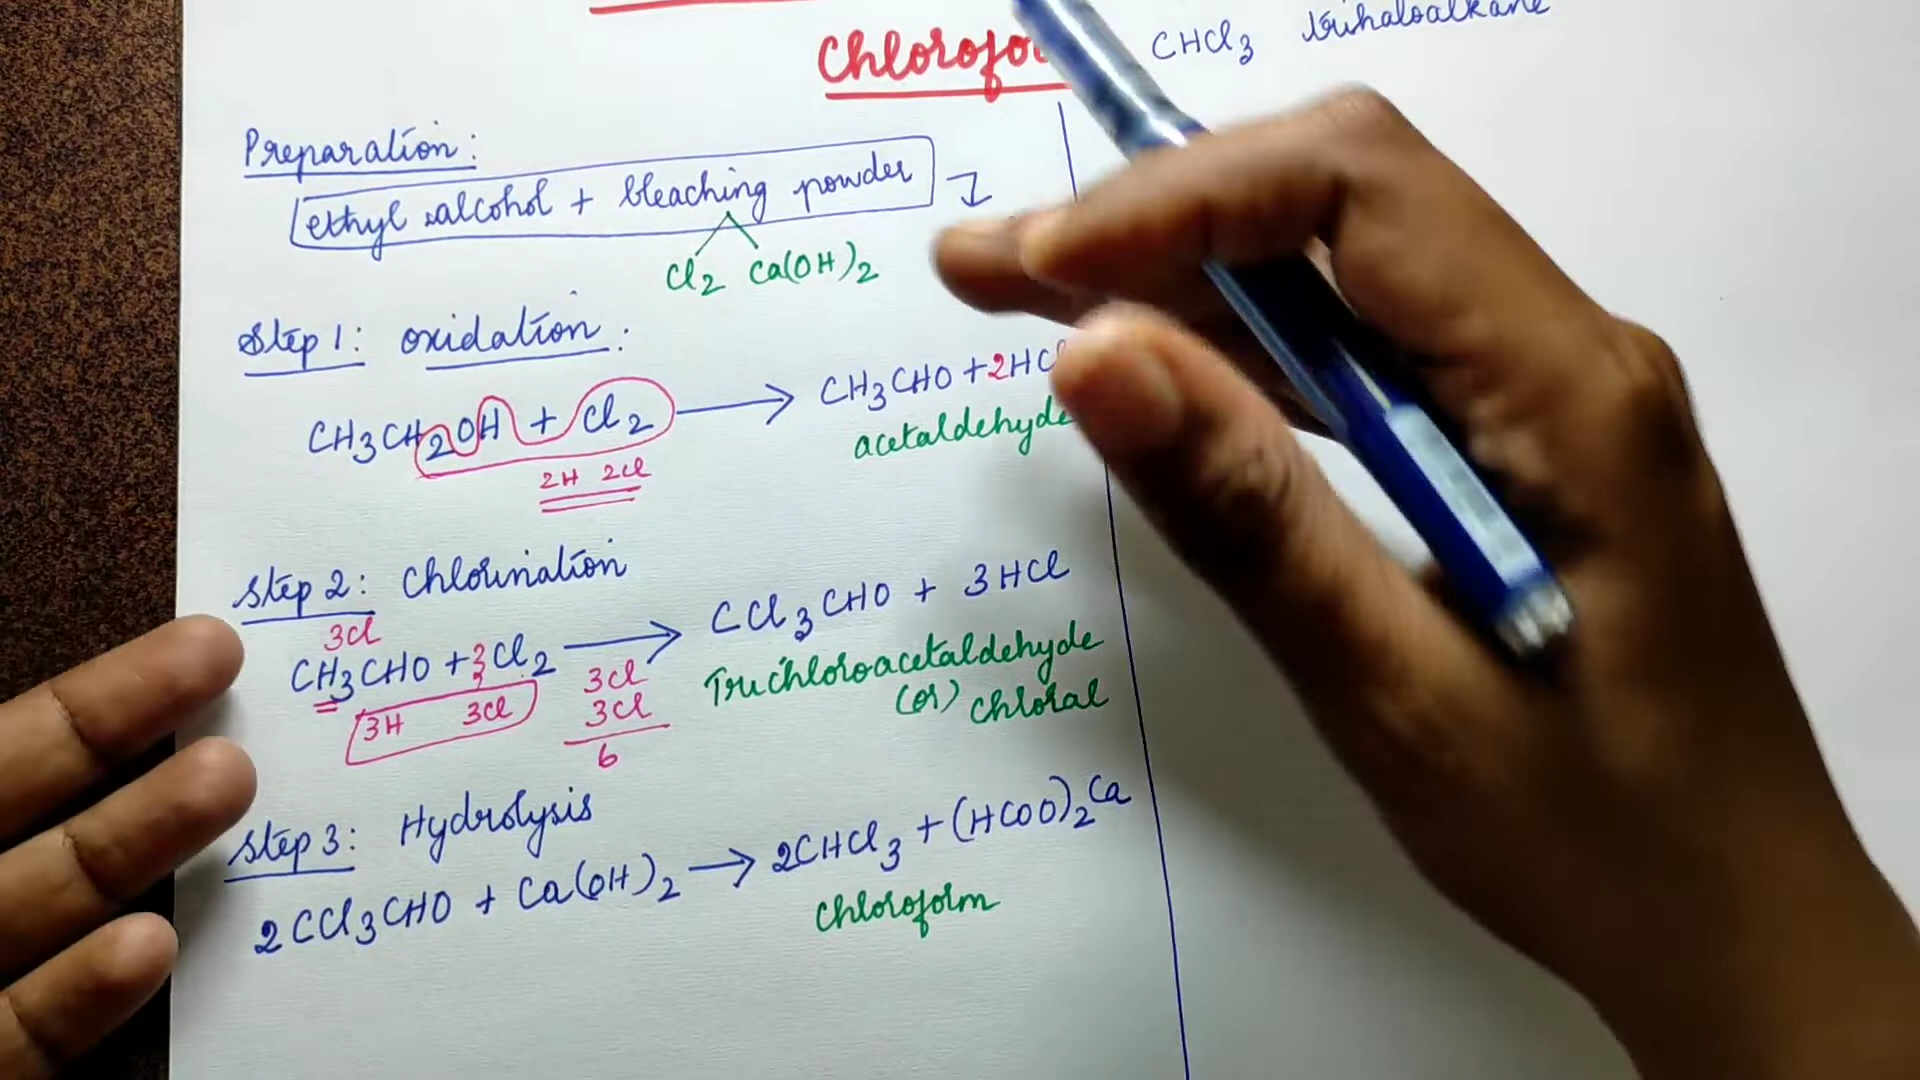 CHCl3 trihaloalkane
Preparation:
ethyl alcohol + bleaching powder
Cl2 Ca(OH)2
Step 1: oxidation:
CH3CH2OH + Cl2 → CH3CHO + 2HCl
2H 2Cl
acetaldehyde
Step 2: Chlorination
3Cl
CH3CHO + 3Cl2 → CCl3CHO + 3HCl
3H 3Cl
3Cl
3Cl
6
Trichloroacetaldehyde
(or) chloral
Step 3: Hydrolysis
2CCl3CHO + Ca(OH)2 → 2CHCl3 + (HCOO)2Ca
Chloroform